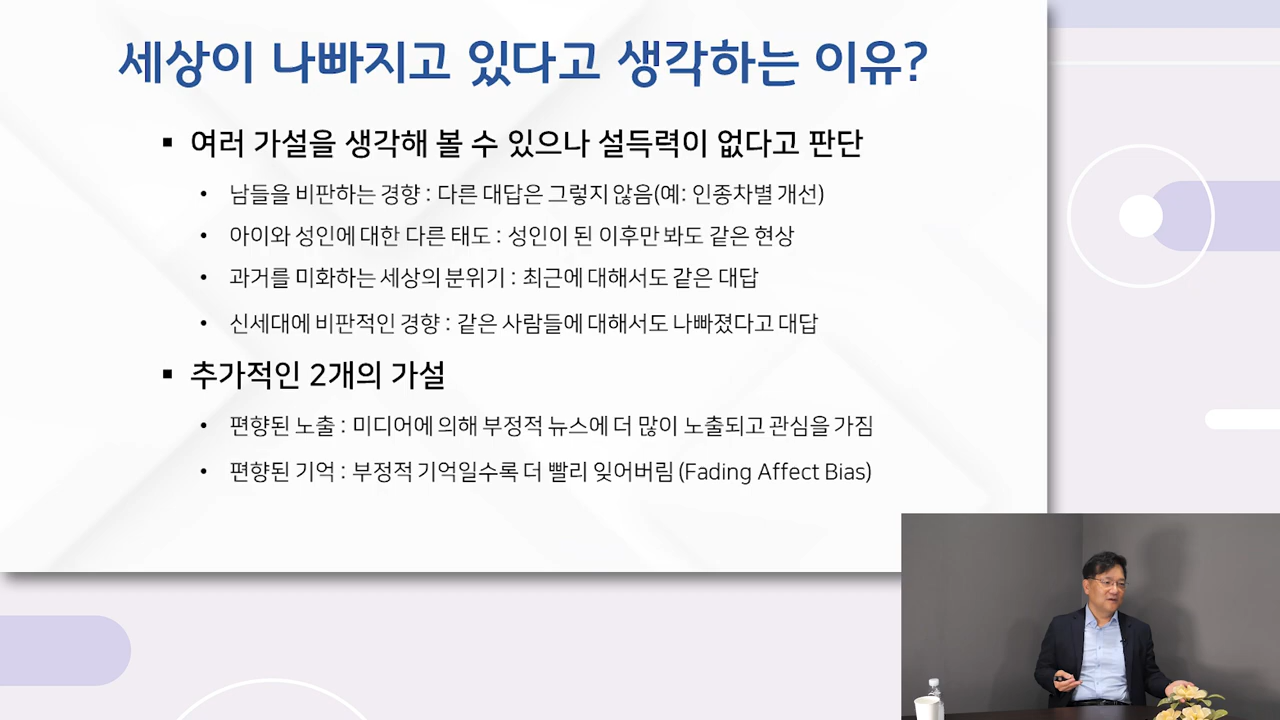 세상이 나빠지고 있다고 생각하는 이유?
▪ 여러 가설을 생각해 볼 수 있으나 설득력이 없다고 판단
• 남들을 비판하는 경향 : 다른 대답은 그렇지 않음(예: 인종차별 개선)
• 아이와 성인에 대한 다른 태도 : 성인이 된 이후만 봐도 같은 현상
• 과거를 미화하는 세상의 분위기 : 최근에 대해서도 같은 대답
• 신세대에 비판적인 경향 : 같은 사람들에 대해서도 나빠졌다고 대답
▪ 추가적인 2개의 가설
• 편향된 노출 : 미디어에 의해 부정적 뉴스에 더 많이 노출되고 관심을 가짐
• 편향된 기억 : 부정적 기억일수록 더 빨리 잊어버림 (Fading Affect Bias)